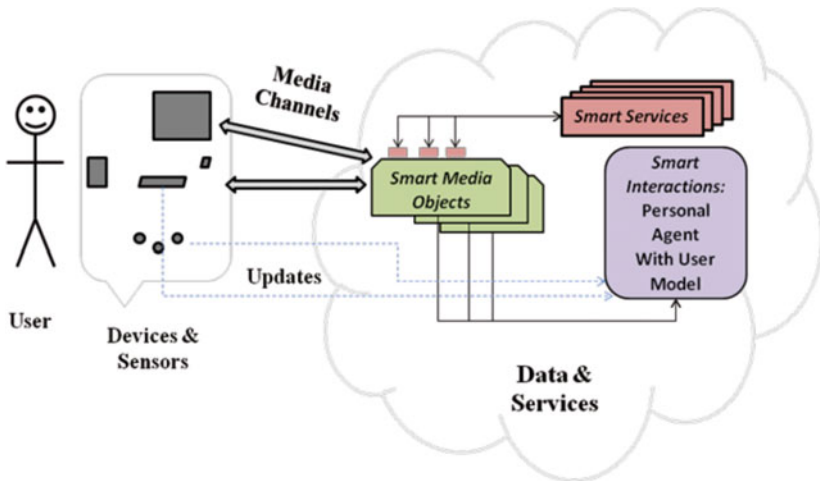 Media
Channels
Smart Services
Smart Media
Objects
Smart
Interactions:
Personal
Agent
With User
Model
Updates
User
Devices &
Sensors
Data &
Services